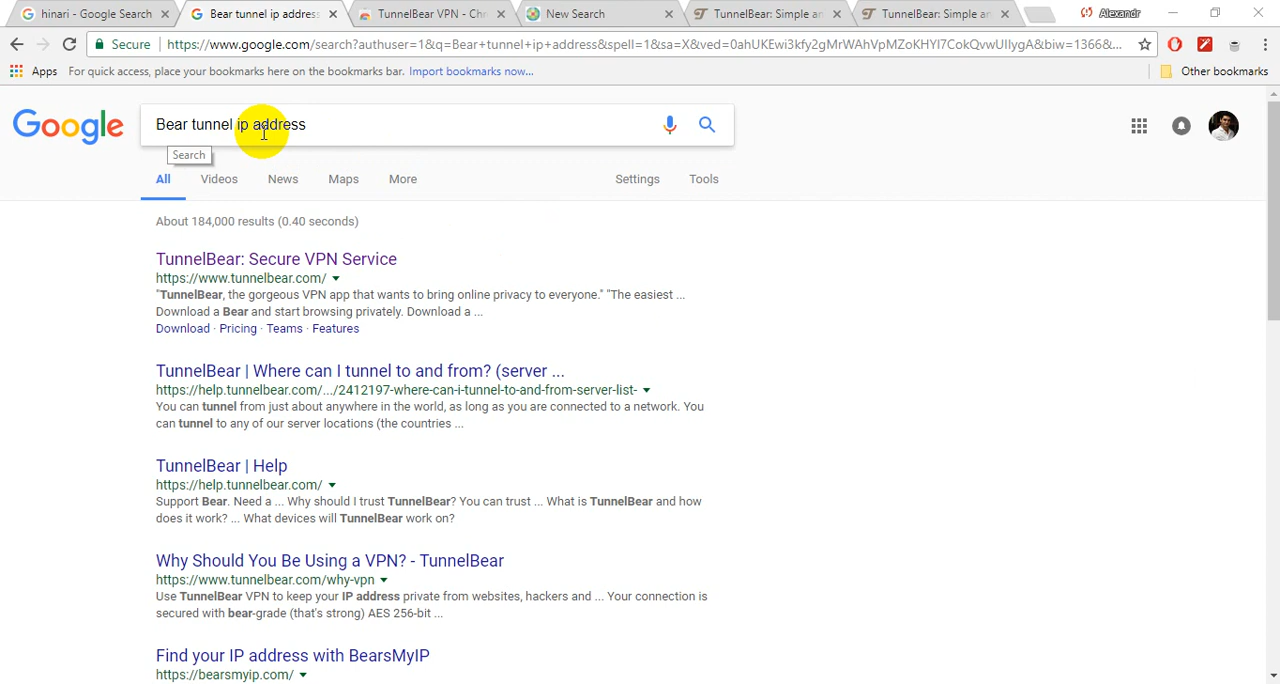 hinari - Google Search
Bear tunnel ip address
TunnelBear VPN - Chr
New Search
TunnelBear: Simple an
TunnelBear: Simple an
Alexandr
Secure
https://www.google.com/search?authuser=1&q=Bear+tunnel+ip+address&spell=1&sa=X&ved=0ahUKEwi3kfy2gMrWAhVpMZoKHYl7CokQvwUIIygA&biw=1366&...
Apps
For quick access, place your bookmarks here on the bookmarks bar. Import bookmarks now...
Other bookmarks
Google
Bear tunnel ip address
Search
All
Videos
News
Maps
More
Settings
Tools
About 184,000 results (0.40 seconds)
TunnelBear: Secure VPN Service
https://www.tunnelbear.com/
"TunnelBear, the gorgeous VPN app that wants to bring online privacy to everyone." "The easiest ...
Download a Bear and start browsing privately. Download a ...
Download · Pricing · Teams · Features
TunnelBear | Where can I tunnel to and from? (server ...
https://help.tunnelbear.com/.../2412197-where-can-i-tunnel-to-and-from-server-list-
You can tunnel from just about anywhere in the world, as long as you are connected to a network. You
can tunnel to any of our server locations (the countries ...
TunnelBear | Help
https://help.tunnelbear.com/
Support Bear. Need a ... Why should I trust TunnelBear? You can trust ... What is TunnelBear and how
does it work? ... What devices will TunnelBear work on?
Why Should You Be Using a VPN? - TunnelBear
https://www.tunnelbear.com/why-vpn
Use TunnelBear VPN to keep your IP address private from websites, hackers and ... Your connection is
secured with bear-grade (that's strong) AES 256-bit ...
Find your IP address with BearsMyIP
https://bearsmyip.com/